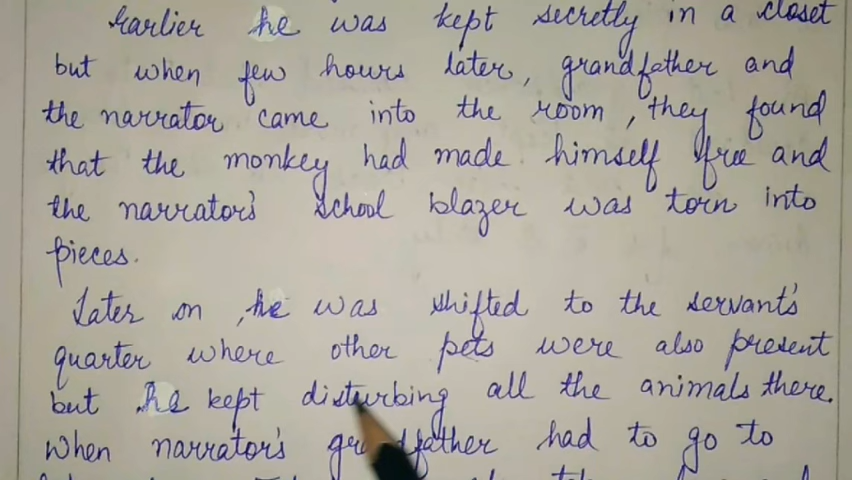 Earlier he was kept secretly in a closet
but when few hours later, grandfather and
the narrator came into the room, they found
that the monkey had made himself free and
the narrator's school blazer was torn into
pieces.
Later on, he was shifted to the servant's
quarter where other pets were also present
but he kept disturbing all the animals there.
When narrator's grandfather had to go to